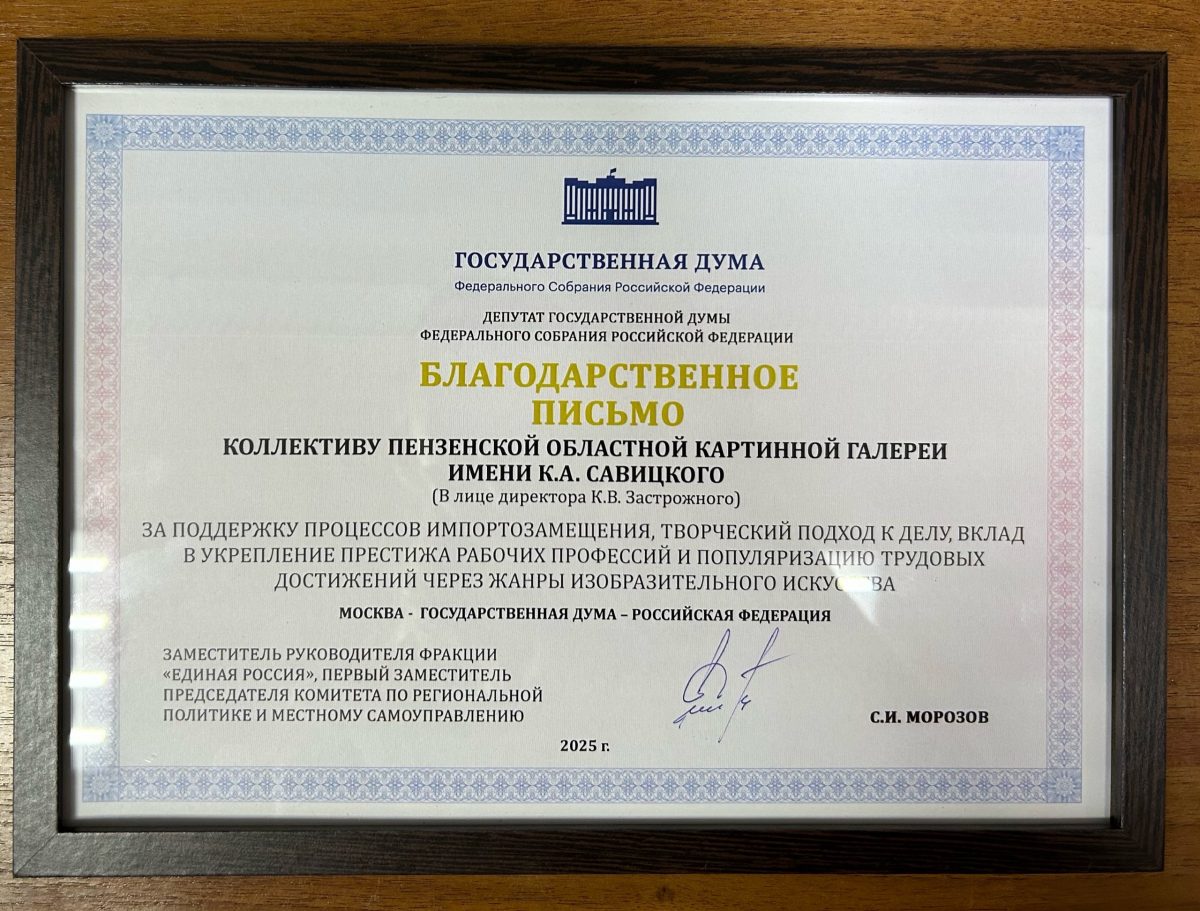 ГОСУДАРСТВЕННАЯ ДУМА
Федерального Собрания Российской Федерации
ДЕПУТАТ ГОСУДАРСТВЕННОЙ ДУМЫ
ФЕДЕРАЛЬНОГО СОБРАНИЯ РОССИЙСКОЙ ФЕДЕРАЦИИ
БЛАГОДАРСТВЕННОЕ
ПИСЬМО
КОЛЛЕКТИВУ ПЕНЗЕНСКОЙ ОБЛАСТНОЙ КАРТИННОЙ ГАЛЕРЕИ
ИМЕНИ К.А. САВИЦКОГО
(В лице директора К.В. Застрожного)
ЗА ПОДДЕРЖКУ ПРОЦЕССОВ ИМПОРТОЗАМЕЩЕНИЯ, ТВОРЧЕСКИЙ ПОДХОД К ДЕЛУ, ВКЛАД
В УКРЕПЛЕНИЕ ПРЕСТИЖА РАБОЧИХ ПРОФЕССИЙ И ПОПУЛЯРИЗАЦИЮ ТРУДОВЫХ
ДОСТИЖЕНИЙ ЧЕРЕЗ ЖАНРЫ ИЗОБРАЗИТЕЛЬНОГО ИСКУССТВА
МОСКВА - ГОСУДАРСТВЕННАЯ ДУМА – РОССИЙСКАЯ ФЕДЕРАЦИЯ
ЗАМЕСТИТЕЛЬ РУКОВОДИТЕЛЯ ФРАКЦИИ
«ЕДИНАЯ РОССИЯ», ПЕРВЫЙ ЗАМЕСТИТЕЛЬ
ПРЕДСЕДАТЕЛЯ КОМИТЕТА ПО РЕГИОНАЛЬНОЙ
ПОЛИТИКЕ И МЕСТНОМУ САМОУПРАВЛЕНИЮ
С.И. МОРОЗОВ
2025 г.